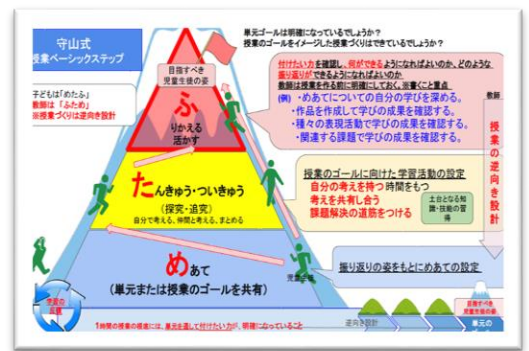 守山式
授業ベーシックステップ
子どもは「めたふ」
教師は「ふため」
※授業づくりは逆向き設計
目指すべき
児童生徒の姿
ふ
りかえる
活かす
たんきゅう・ついきゅう
(探究・追究)
自分で考える、仲間と考える、まとめる
めあて
(単元または授業のゴールを共有)
単元ゴールは明確になっているでしょうか?
授業のゴールをイメージした授業づくりはできているでしょうか?
付けたい力を確認し、何ができるようになればよいのか、どのような
振り返りができるようになればよいのか
教師は授業を作る前に明確にしておく。※書くこと重点
(例)・めあてについての自分の学びを深める。
・作品を作成して学びの成果を確認する。
・種々の表現活動で学びの成果を確認する。
・関連する課題で学びの成果を確認する。
教師
授業の逆向き設計
授業のゴールに向けた学習活動の設定
自分の考えを持つ時間をもつ
考えを共有し合う
課題解決の道筋をつける
土台となる知
識・技能の習
得
振り返りの姿をもとにめあての設定
児童生徒
1時間の授業の根底には、単元を通して付けたい力が、明確になっていること
逆向き設計
目指すべき
児童生徒の姿
単元の